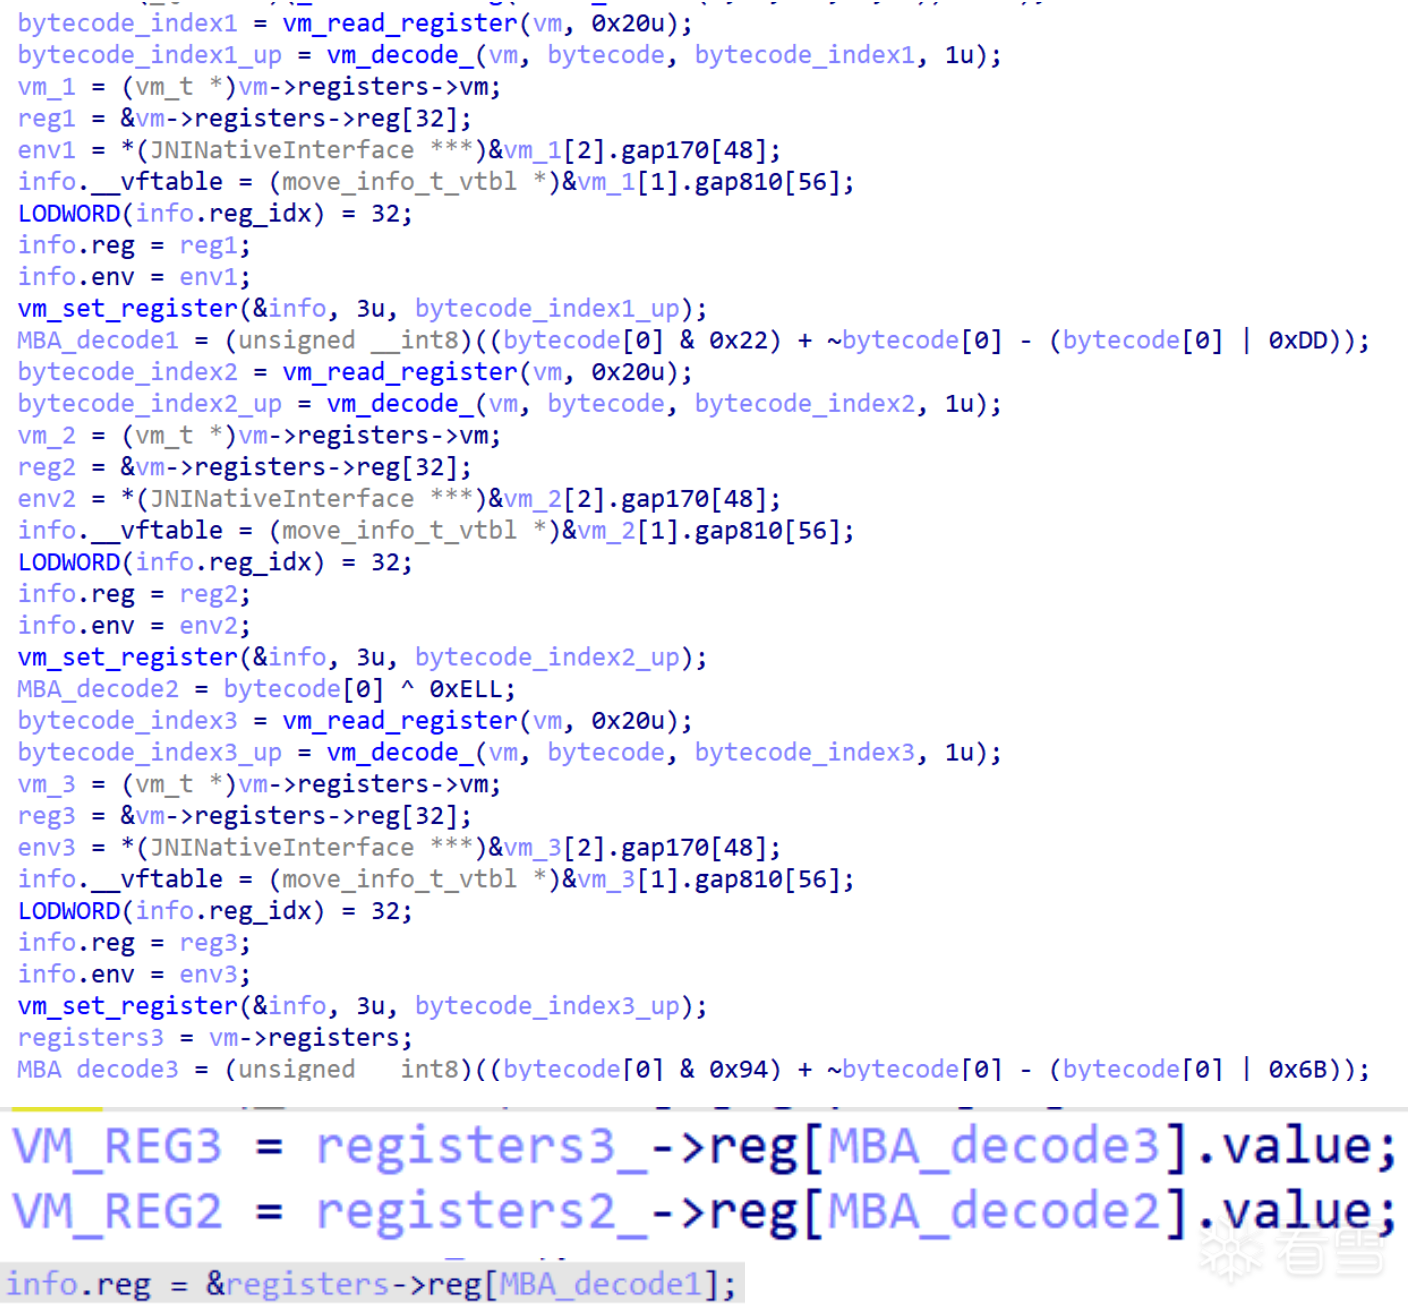 bytecode_index1 = vm_read_register(vm, 0x20u);
bytecode_index1_up = vm_decode_(vm, bytecode, bytecode_index1, 1u);
vm_1 = (vm_t *)vm->registers->vm;
reg1 = &vm->registers->reg[32];
env1 = *(JNINativeInterface ***)&vm_1[2].gap170[48];
info.__vftable = (move_info_t_vtbl *)&vm_1[1].gap810[56];
LODWORD(info.reg_idx) = 32;
info.reg = reg1;
info.env = env1;
vm_set_register(&info, 3u, bytecode_index1_up);
MBA_decode1 = (unsigned __int8)((bytecode[0] & 0x22) + ~bytecode[0] - (bytecode[0] | 0xDD));
bytecode_index2 = vm_read_register(vm, 0x20u);
bytecode_index2_up = vm_decode_(vm, bytecode, bytecode_index2, 1u);
vm_2 = (vm_t *)vm->registers->vm;
reg2 = &vm->registers->reg[32];
env2 = *(JNINativeInterface ***)&vm_2[2].gap170[48];
info.__vftable = (move_info_t_vtbl *)&vm_2[1].gap810[56];
LODWORD(info.reg_idx) = 32;
info.reg = reg2;
info.env = env2;
vm_set_register(&info, 3u, bytecode_index2_up);
MBA_decode2 = bytecode[0] ^ 0xELL;
bytecode_index3 = vm_read_register(vm, 0x20u);
bytecode_index3_up = vm_decode_(vm, bytecode, bytecode_index3, 1u);
vm_3 = (vm_t *)vm->registers->vm;
reg3 = &vm->registers->reg[32];
env3 = *(JNINativeInterface ***)&vm_3[2].gap170[48];
info.__vftable = (move_info_t_vtbl *)&vm_3[1].gap810[56];
LODWORD(info.reg_idx) = 32;
info.reg = reg3;
info.env = env3;
vm_set_register(&info, 3u, bytecode_index3_up);
registers3 = vm->registers;
MBA decode3 = (unsigned   int8)((bytecode[0] & 0x94) + ~bytecode[0] - (bytecode[0] | 0x6B));
VM_REG3 = registers3_->reg[MBA_decode3].value;
VM_REG2 = registers2_->reg[MBA_decode2].value;
看雪
info.reg = &registers->reg[MBA_decode1];